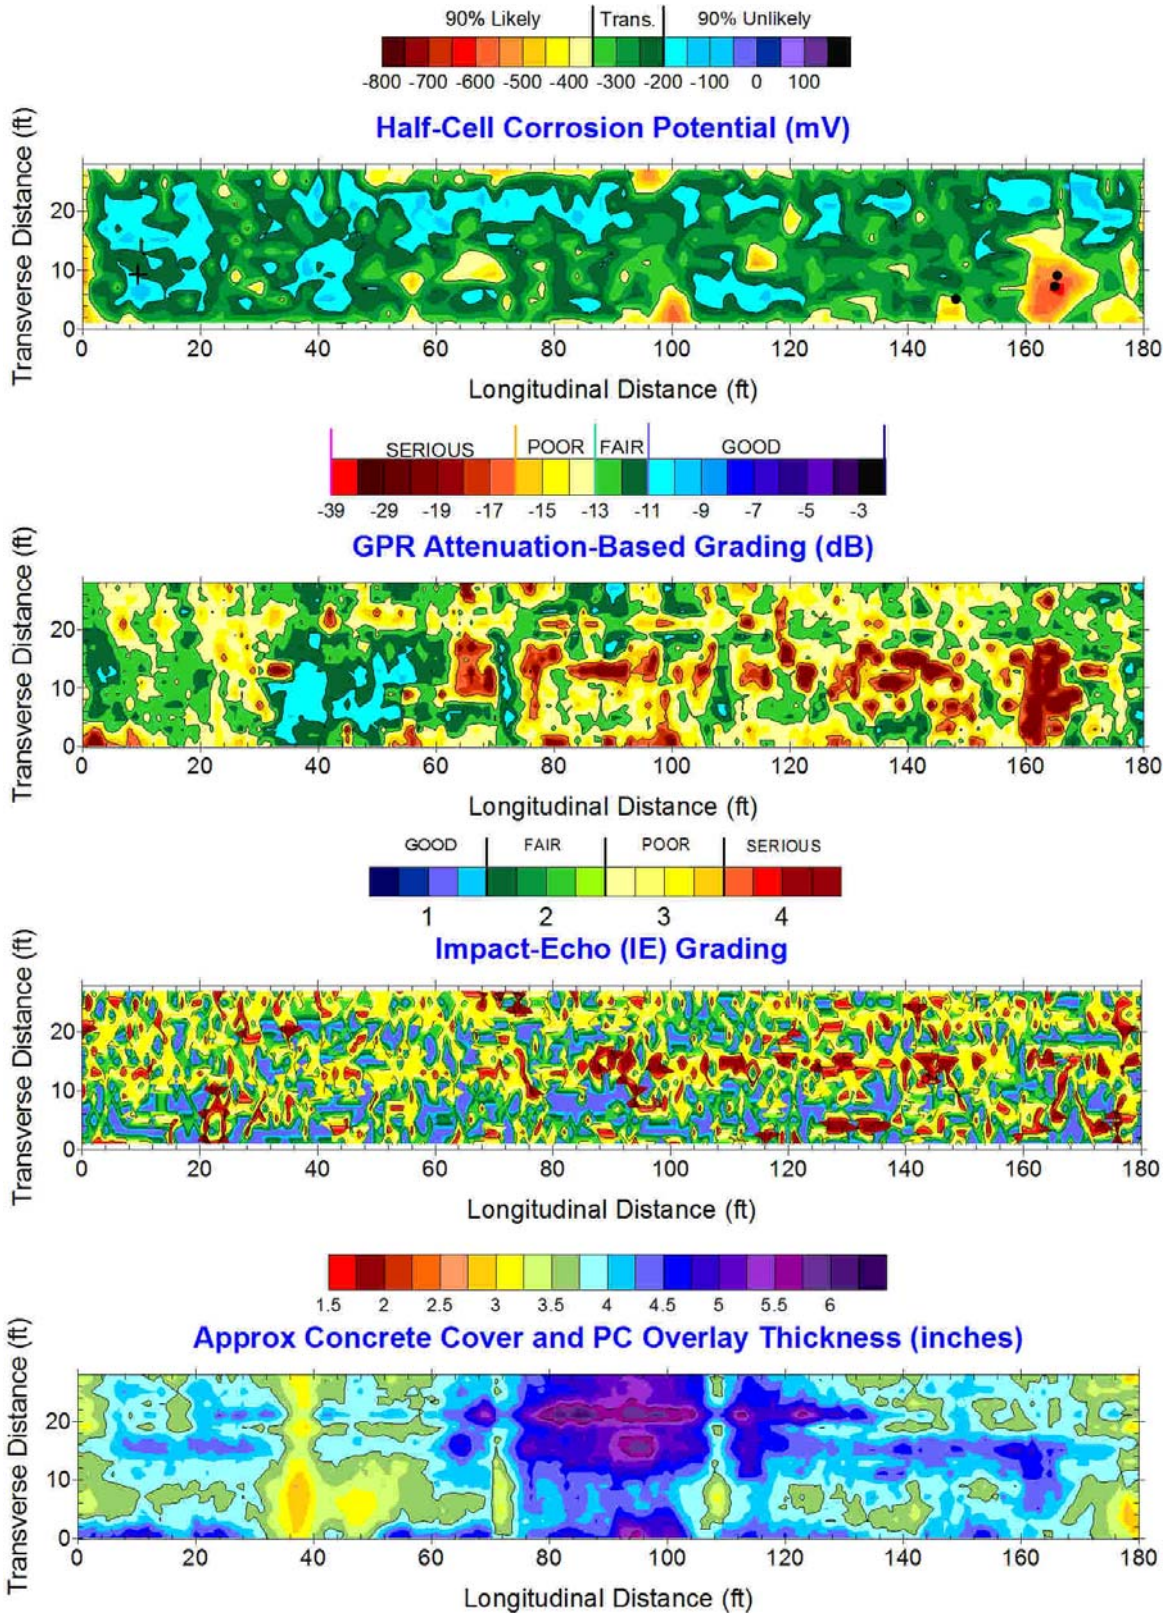 90% Likely Trans. 90% Unlikely
-800 -700 -600 -500 -400 -300 -200 -100 0 100
Half-Cell Corrosion Potential (mV)
Transverse Distance (ft)
20
10
0
0 20 40 60 80 100 120 140 160 180
Longitudinal Distance (ft)
SERIOUS POOR FAIR GOOD
-39 -29 -19 -17 -15 -13 -11 -9 -7 -5 -3
GPR Attenuation-Based Grading (dB)
Transverse Distance (ft)
20
10
0
0 20 40 60 80 100 120 140 160 180
Longitudinal Distance (ft)
GOOD FAIR POOR SERIOUS
1 2 3 4
Impact-Echo (IE) Grading
Transverse Distance (ft)
20
10
0
0 20 40 60 80 100 120 140 160 180
Longitudinal Distance (ft)
1.5 2 2.5 3 3.5 4 4.5 5 5.5 6
Approx Concrete Cover and PC Overlay Thickness (inches)
Transverse Distance (ft)
20
10
0
0 20 40 60 80 100 120 140 160 180
Longitudinal Distance (ft)